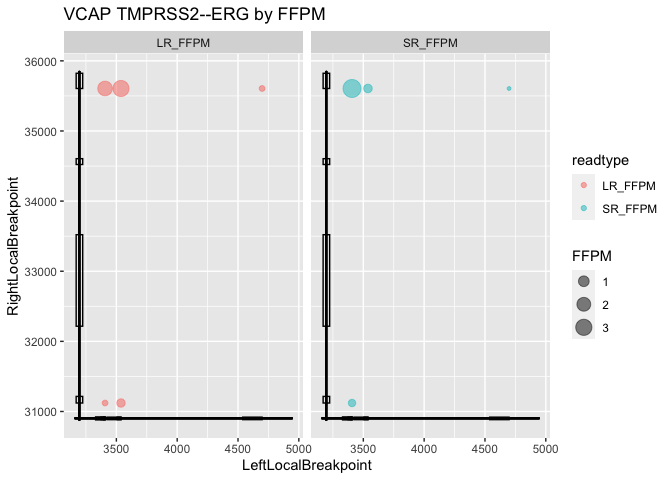 VCAP TMPRSS2--ERG by FFPM
LR_FFPM
SR_FFPM
36000
35000
34000
33000
32000
31000
RightLocalBreakpoint
3500
4000
4500
5000
3500
4000
4500
5000
LeftLocalBreakpoint
readtype
LR_FFPM
SR_FFPM
FFPM
1
2
3